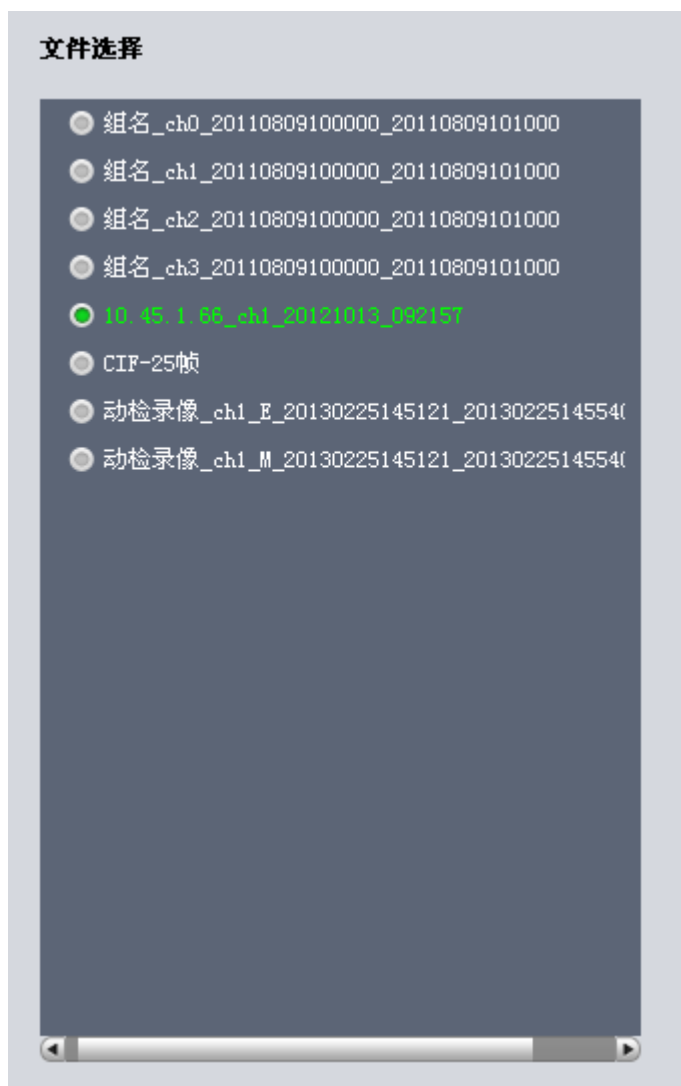 文件选择
组名_ch0_20110809100000_20110809101000
组名_ch1_20110809100000_20110809101000
组名_ch2_20110809100000_20110809101000
组名_ch3_20110809100000_20110809101000
10.45.1.66_ch1_20121013_092157
CIF-25帧
动检录像_ch1_E_20130225145121_2013022514554
动检录像_ch1_M_20130225145121_2013022514554